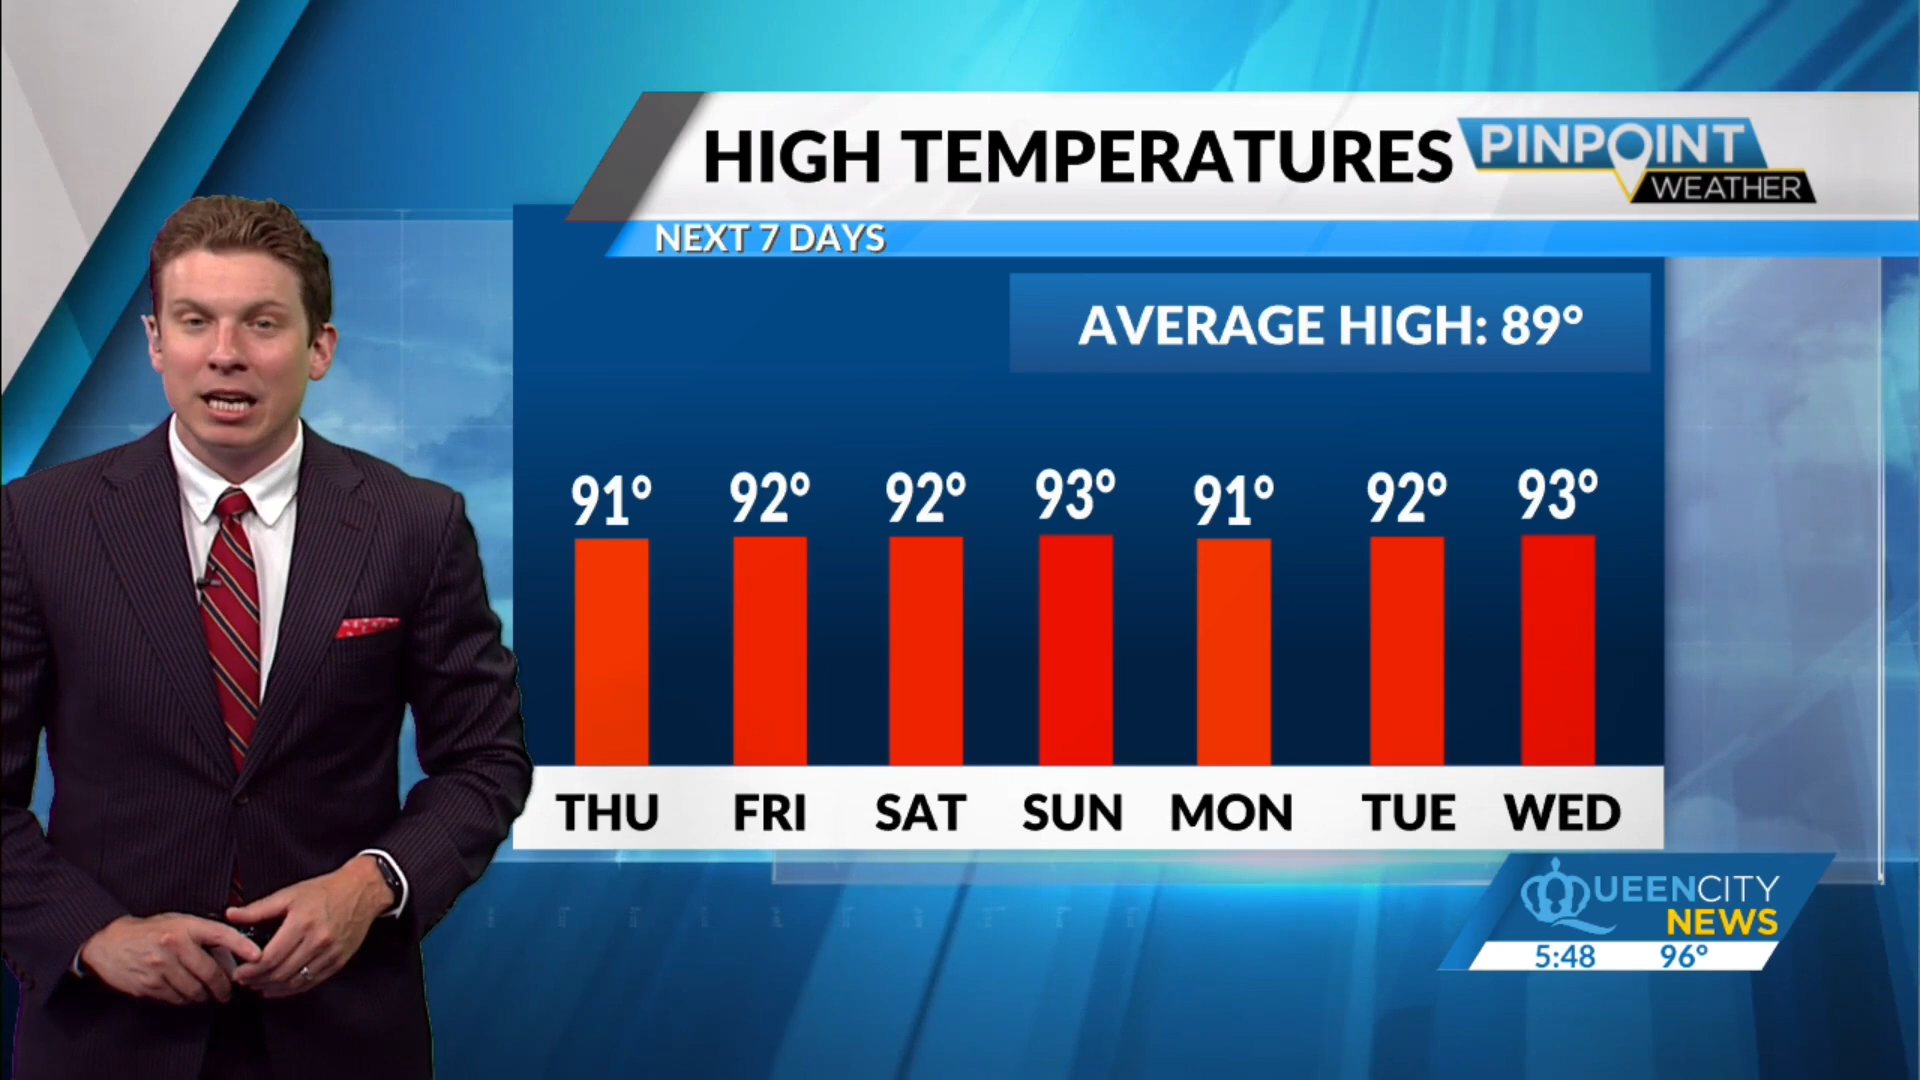 HIGH TEMPERATURES
PINPOINT
WEATHER
NEXT 7 DAYS
AVERAGE HIGH: 89°
91° 92° 92° 93° 91° 92° 93°
THU FRI SAT SUN MON TUE WED
QUEENCITY
NEWS
5:48 96°